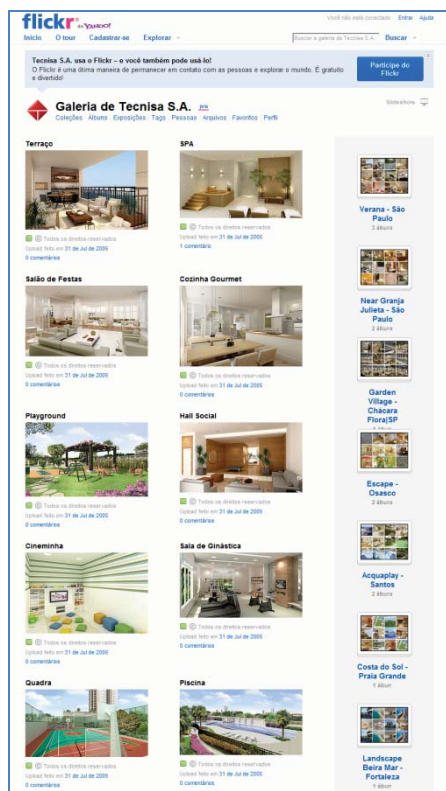 flickr® da YAHOO!
Você não está conectado Entrar Ajuda
Início O tour Cadastrar-se Explorar
Buscar a galeria de Tecnisa S.A. Buscar
Tecnisa S.A. usa o Flickr – e você também pode usá-lo!
O Flickr é uma ótima maneira de permanecer em contato com as pessoas e explorar o mundo. É gratuito
e divertido!
Participe do
Flickr
Galeria de Tecnisa S.A. pro
Slideshow
Coleções Álbuns Exposições Tags Pessoas Arquivos Favoritos Perfil
Terraço
© Todos os direitos reservados
Upload feito em 31 de Jul de
0 comentários
SPA
© Todos os direitos reservados
Upload feito em 31 de Jul de
1 comentário
Salão de Festas
© Todos os direitos reservados
Upload feito em 31 de Jul de
0 comentários
Cozinha Gourmet
© Todos os direitos reservados
Upload feito em 31 de Jul de
0 comentários
Playground
© Todos os direitos reservados
Upload feito em 31 de Jul de
0 comentários
Hall Social
© Todos os direitos reservados
Upload feito em 31 de Jul de
0 comentários
Cineminha
© Todos os direitos reservados
Upload feito em 31 de Jul de
0 comentários
Sala de Ginástica
© Todos os direitos reservados
Upload feito em 31 de Jul de
0 comentários
Quadra
© Todos os direitos reservados
Upload feito em 31 de Jul de
0 comentários
Piscina
© Todos os direitos reservados
Upload feito em 31 de Jul de
0 comentários
Verana - São
Paulo
álbuns
Near Granja
Julieta - São
Paulo
2 álbuns
Garden
Village -
Chácara
Flora|SP
Escape -
Osasco
2 álbuns
Acquaplay -
Santos
2 álbuns
Costa do Sol -
Praia Grande
1 álbum
Landscape
Beira Mar -
Fortaleza
1 álbum